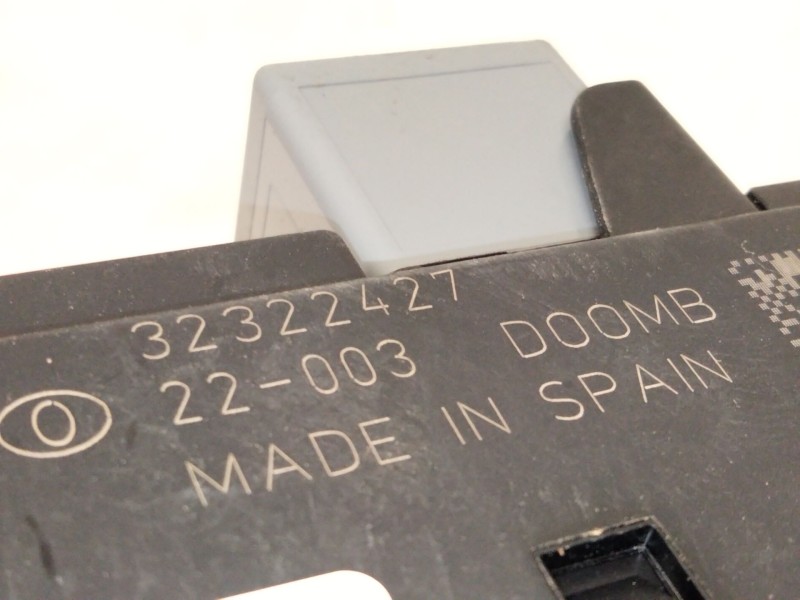 32322427
22-003 DOOMB
O
MADE IN SPAIN